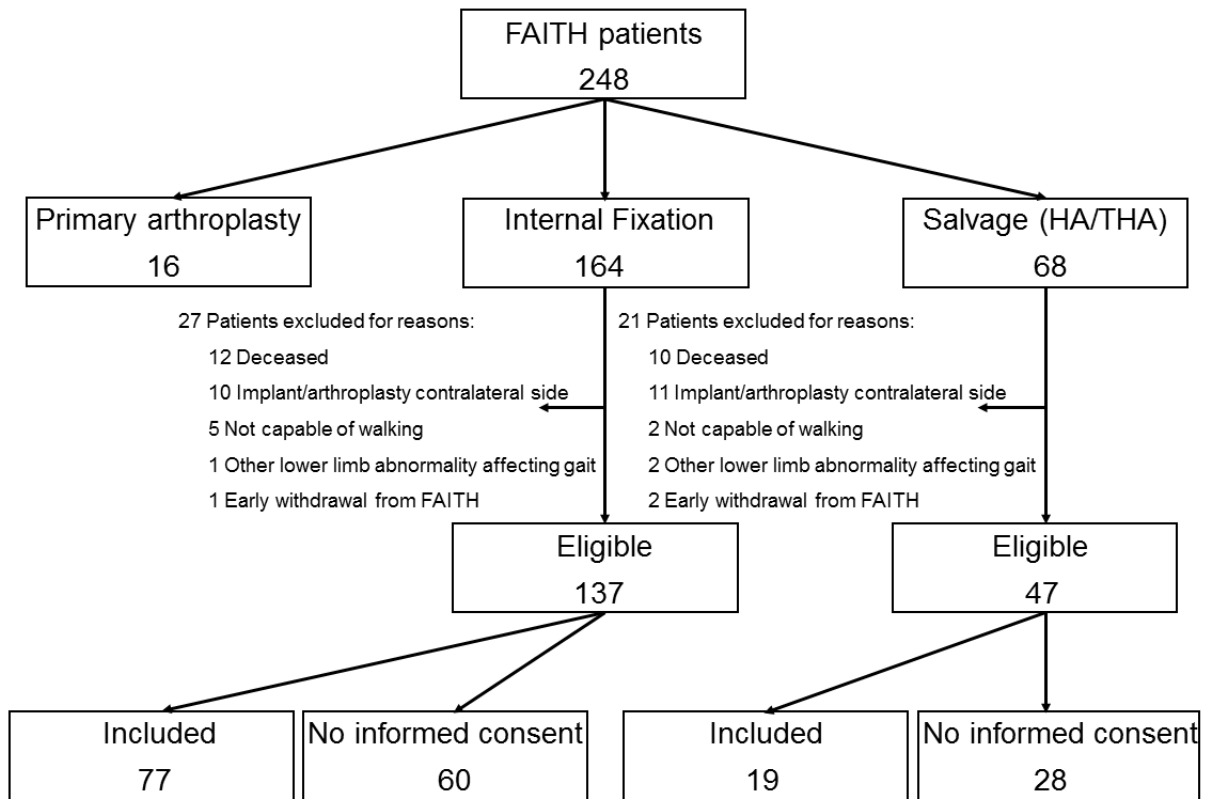 FAITH patients
248
Primary arthroplasty
16
Internal Fixation
164
Salvage (HA/THA)
68
27 Patients excluded for reasons:
12 Deceased
10 Implant/arthroplasty contralateral side
5 Not capable of walking
1 Other lower limb abnormality affecting gait
1 Early withdrawal from FAITH
21 Patients excluded for reasons:
10 Deceased
11 Implant/arthroplasty contralateral side
2 Not capable of walking
2 Other lower limb abnormality affecting gait
2 Early withdrawal from FAITH
Eligible
137
Eligible
47
Included
77
No informed consent
60
Included
19
No informed consent
28